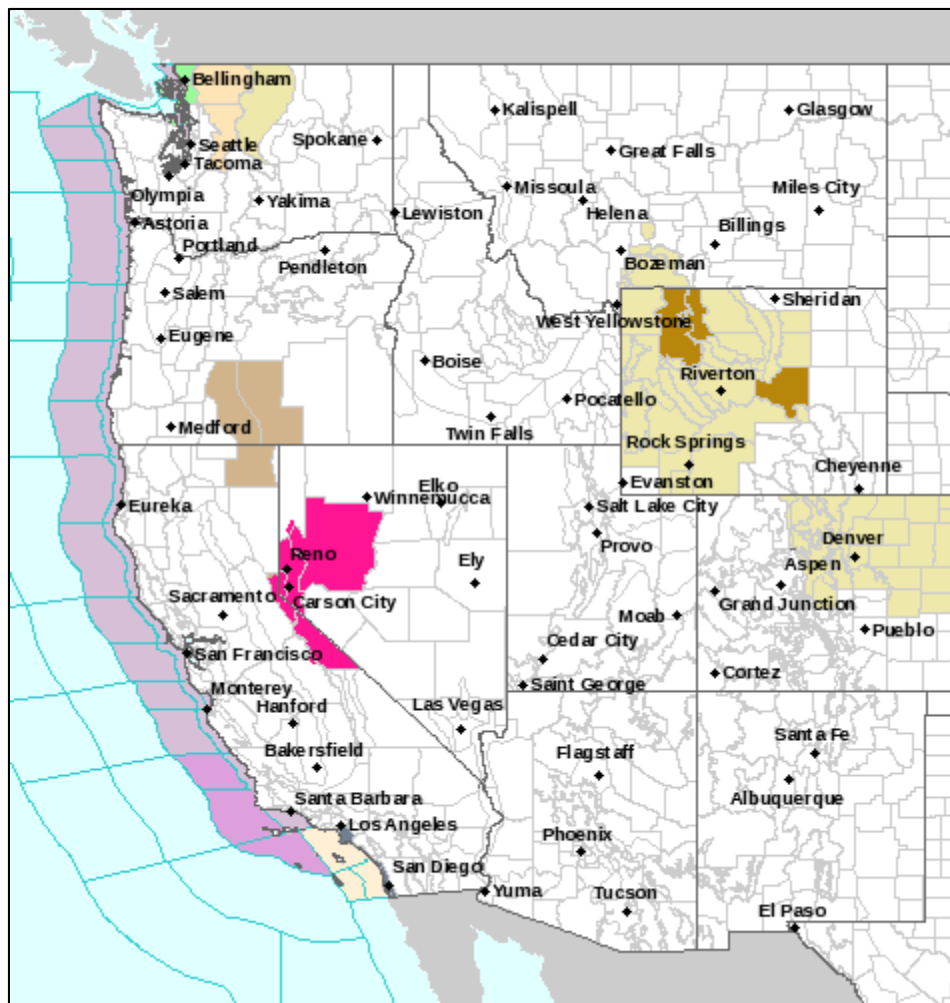 Bellingham
Kalispell
Glasgow
Spokane
Seattle
Great Falls
Tacoma
Missoula
Miles City
Olympia
Yakima
Helena
Lewiston
Astoria
Billings
Portland
Bozeman
Pendleton
Salem
Sheridan
West Yellowstone
Eugene
Boise
Riverton
Pocatello
Medford
Twin Falls
Rock Springs
Cheyenne
Evanston
Elko
Winnemucca
Eureka
Salt Lake City
Denver
Provo
Reno
Ely
Aspen
Sacramento
Carson City
Grand Junction
Moab
Pueblo
Cedar City
San Francisco
Cortez
Saint George
Monterey
Hanford
Las Vegas
Santa Fe
Bakersfield
Flagstaff
Albuquerque
Santa Barbara
Los Angeles
Phoenix
San Diego
Yuma
Tucson
El Paso